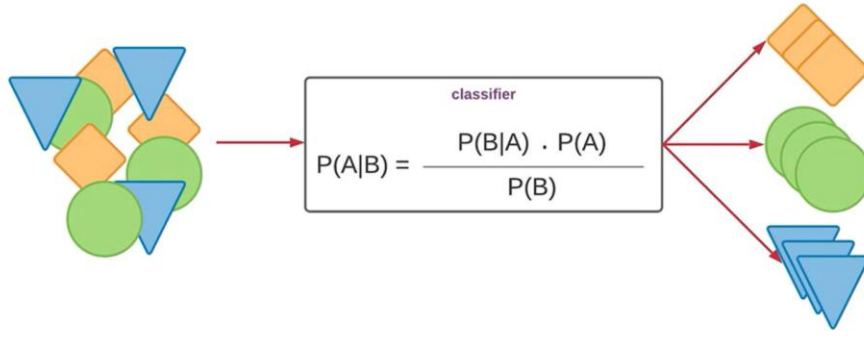 classifier
P(A|B) = P(B|A) . P(A)
P(B)